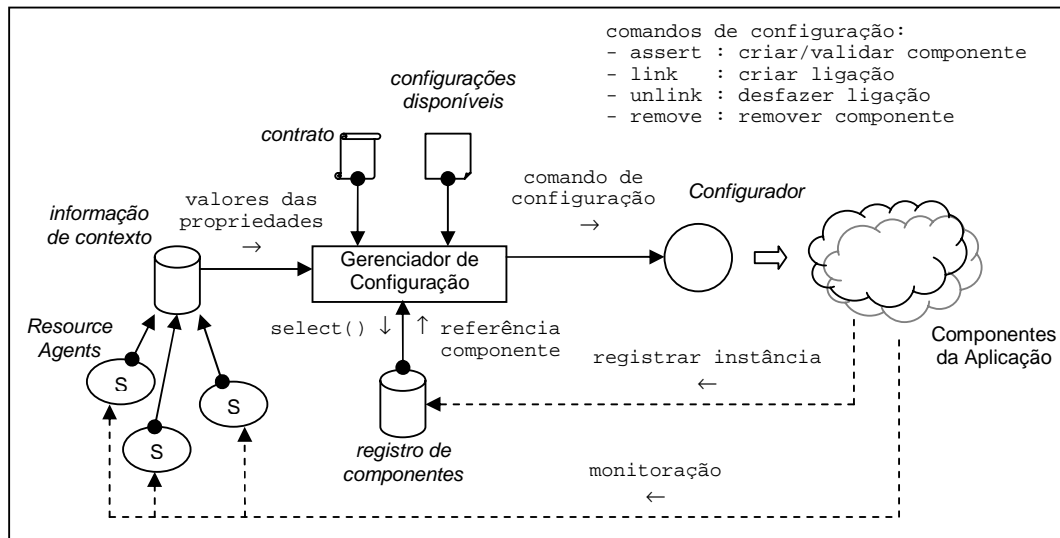 comandos de configuração:
- assert : criar/validar componente
- link : criar ligação
- unlink : desfazer ligação
- remove : remover componente
configurações
disponíveis
contrato
comando de
configuração
→
Configurador
valores das
propriedades
→
informação
de contexto
Gerenciador de
Configuração
select() ↓ ↑ referência
componente
Resource
Agents
S
S
S
Componentes
da Aplicação
registrar instância
←
registro de
componentes
monitoração
←